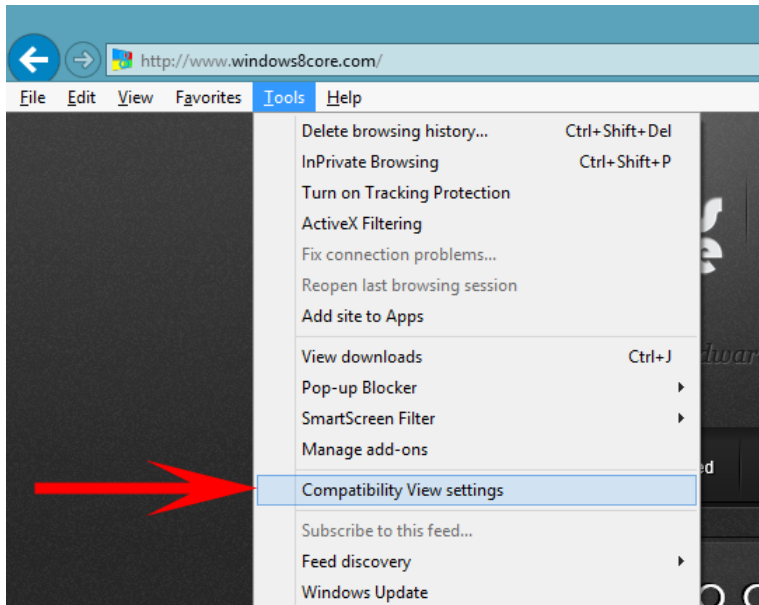 http://www.windows8core.com/
File Edit View Favorites Tools Help
Delete browsing history... Ctrl+Shift+Del
InPrivate Browsing Ctrl+Shift+P
Turn on Tracking Protection
ActiveX Filtering
Fix connection problems...
Reopen last browsing session
Add site to Apps
View downloads Ctrl+J
Pop-up Blocker
SmartScreen Filter
Manage add-ons
Compatibility View settings
Subscribe to this feed...
Feed discovery
Windows Update